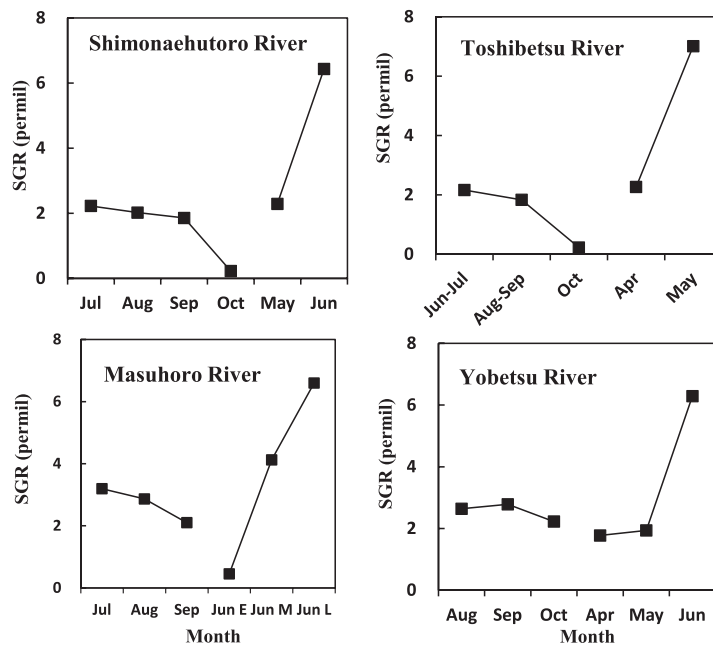 Shimonaehutoro River
SGR (permil)
8
6
4
2
0
Jul Aug Sep Oct May Jun
Toshibetsu River
SGR (permil)
8
6
4
2
0
Jun-Jul Aug-Sep Oct Apr May
Masuhoro River
SGR (permil)
8
6
4
2
0
Jul Aug Sep Jun E Jun M Jun L
Month
Yobetsu River
SGR (permil)
8
6
4
2
0
Aug Sep Oct Apr May Jun
Month